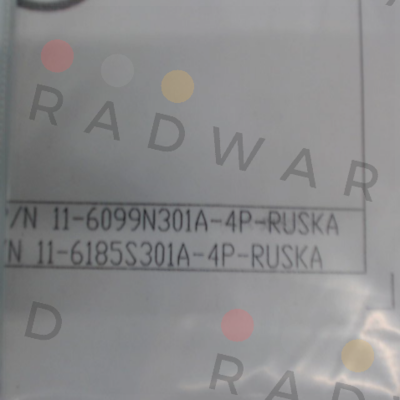 RADWAR
/N 11-6099N301A-4P-RUSKA
N 11-6185S301A-4P-RUSKA
D
RAD